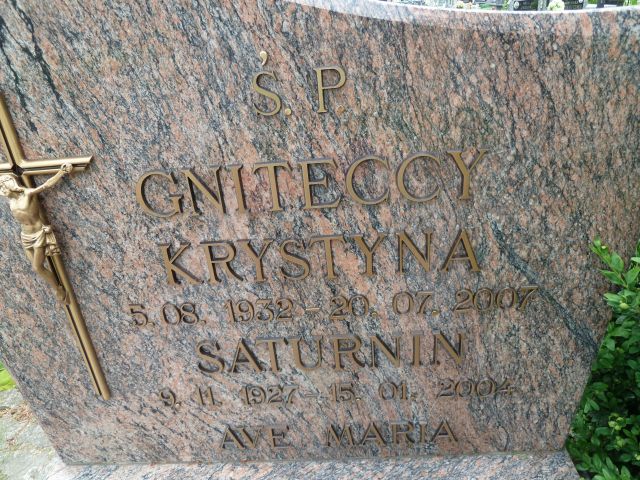 Ś. P.
GNITECCY
KRYSTYNA
5.08. 1932 - 20. 07. 2007
SATURNIN
9. 11. 1927 - 15. 01. 2004
AVE MARIA